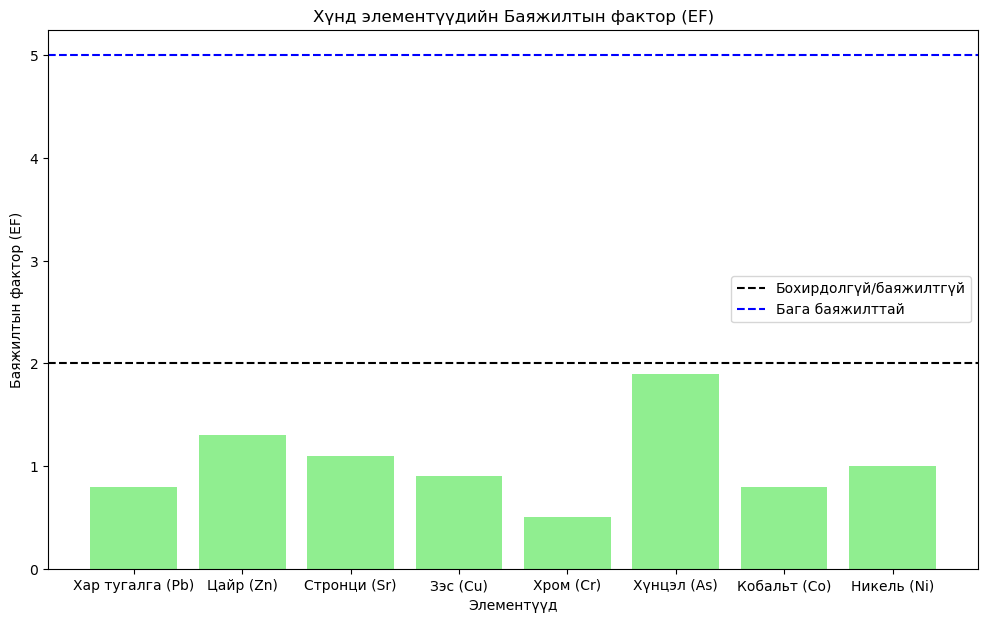 Хүнд элементүүдийн Баяжилтын фактор (EF)
Баяжилтын фактор (EF)
5
4
3
2
1
0
Бохирдолгүй/баяжилтгүй
Бага баяжилттай
Хар тугалга (Pb) Цайр (Zn) Стронци (Sr) Зэс (Cu) Хром (Cr) Хүнцэл (As) Кобальт (Co) Никель (Ni)
Элементүүд